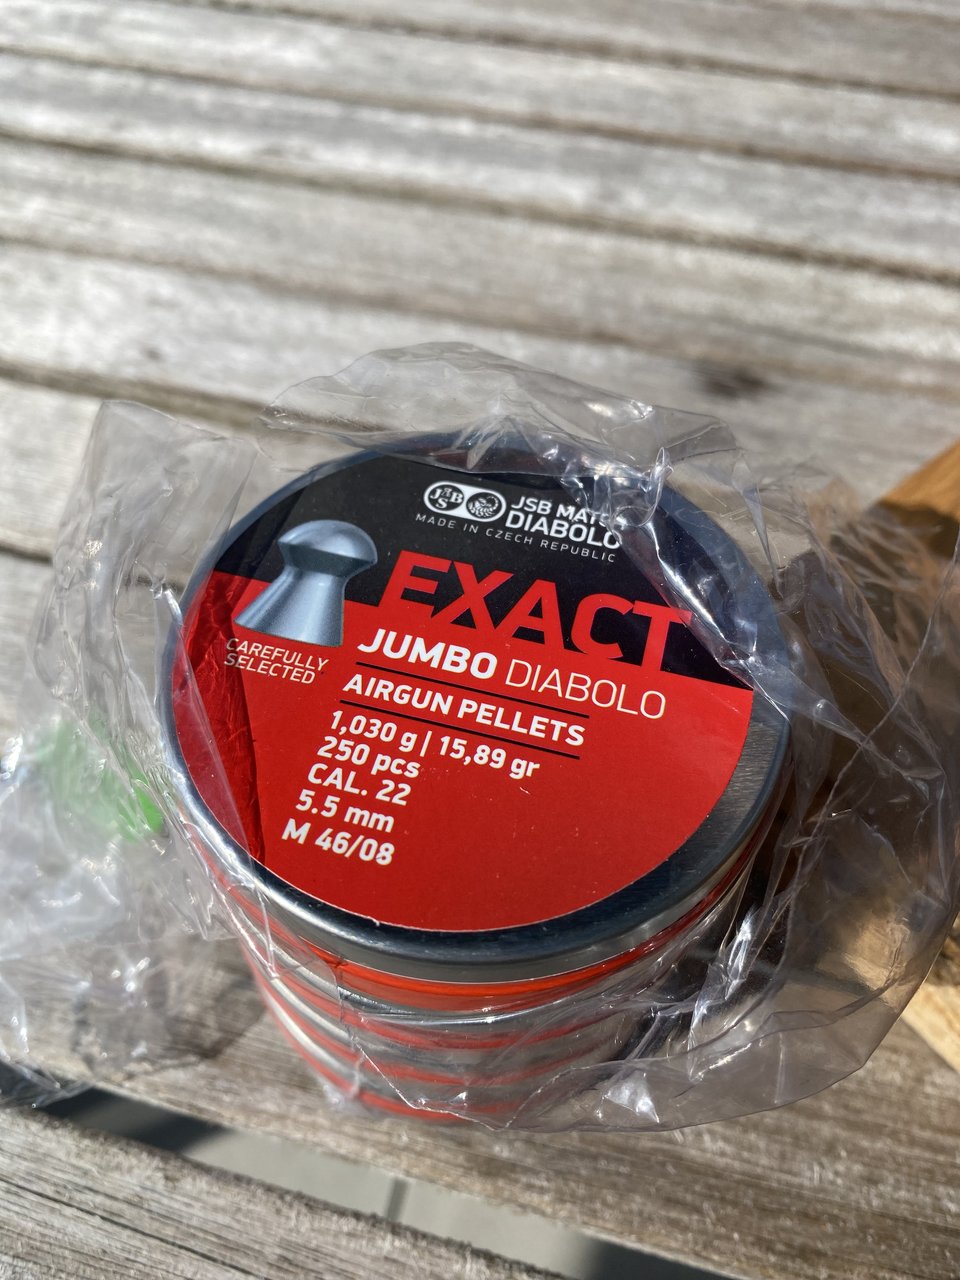 JSB
JSB
DIABOLO
MADE IN CZECH REPUBLIC
EXACT
JUMBO DIABOLO
AIRGUN PELLETS
CAREFULLY
SELECTED
1,030 g | 15,89 gr
250 pcs
CAL. 22
5.5 mm
M 46/08